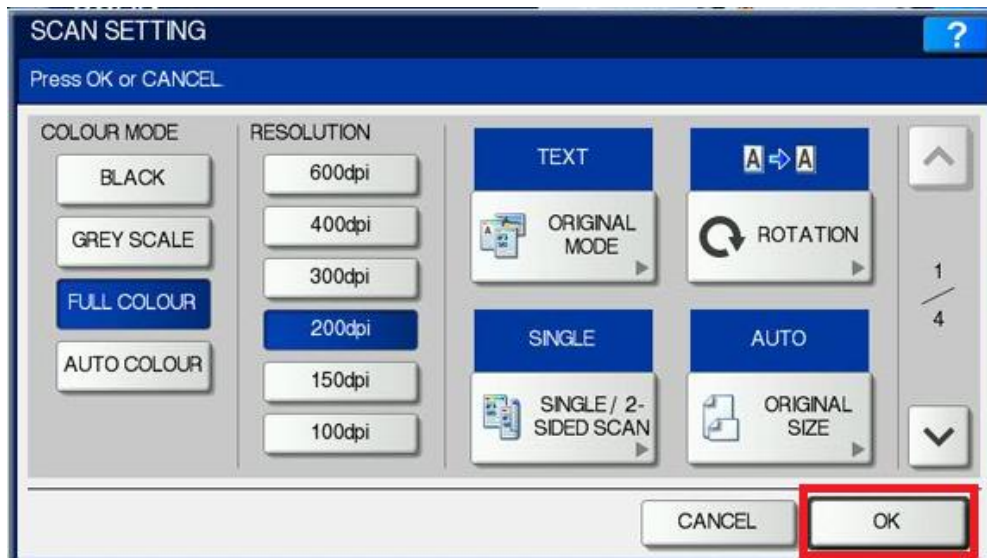 SCAN SETTING
?
Press OK or CANCEL.
COLOUR MODE
BLACK
GREY SCALE
FULL COLOUR
AUTO COLOUR
RESOLUTION
600dpi
400dpi
300dpi
200dpi
150dpi
100dpi
TEXT
ORIGINAL
MODE
A A
ROTATION
SINGLE
SINGLE / 2-
SIDED SCAN
AUTO
ORIGINAL
SIZE
1
4
CANCEL
OK